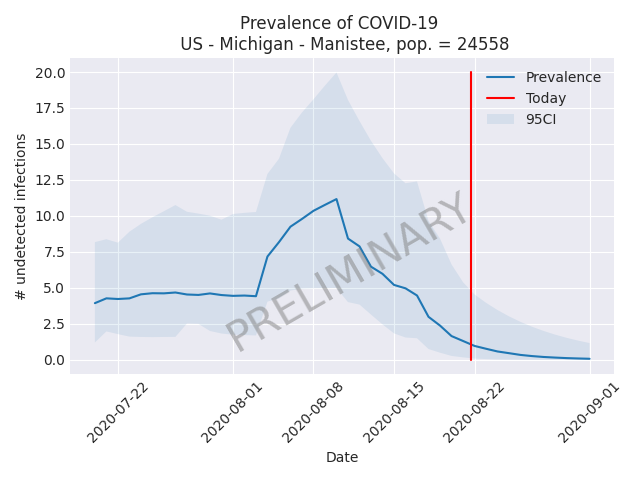 Prevalence of COVID-19
US - Michigan - Manistee, pop. = 24558
20.0
17.5
15.0
12.5
10.0
7.5
5.0
2.5
0.0
# undetected infections
Prevalence
Today
95CI
PRELIMINARY
2020-07-22
2020-08-01
2020-08-08
2020-08-15
2020-08-22
2020-09-01
Date